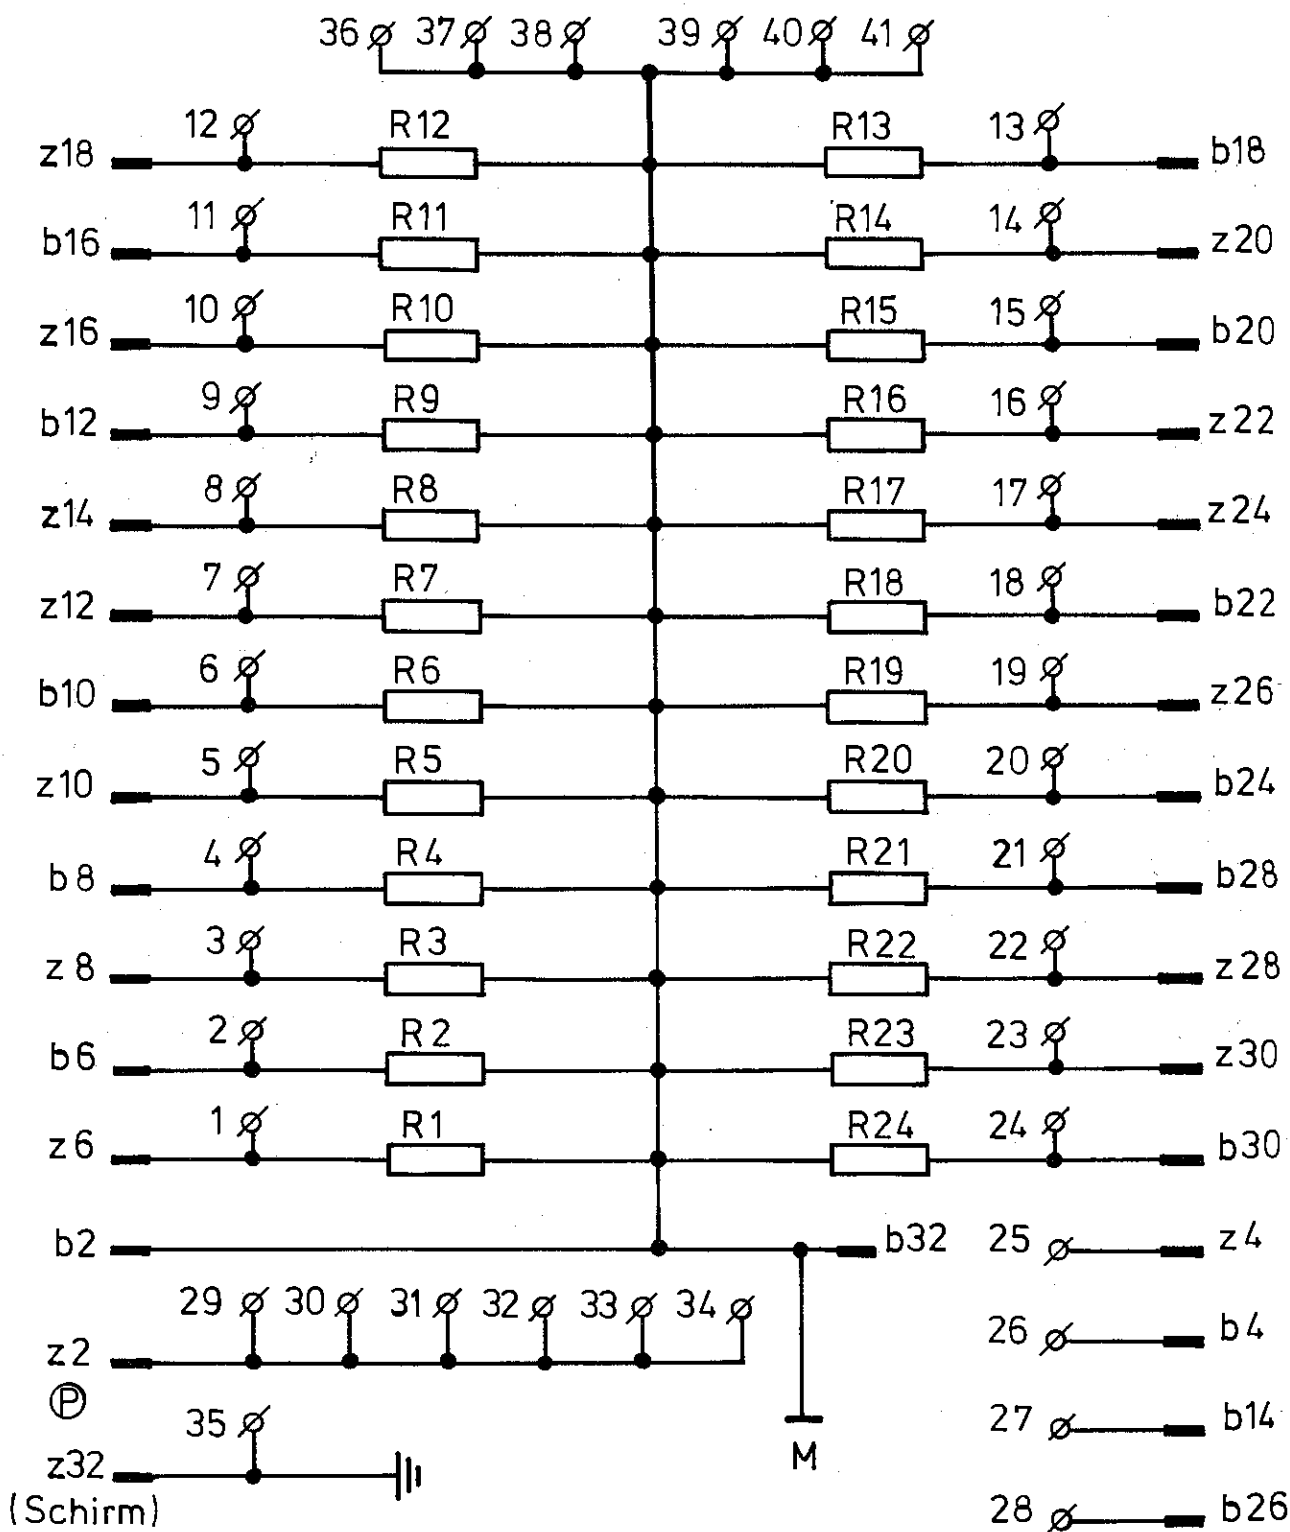 36 37 38 39 40 41
12 R12 R13 13
z18 b18
11 R11 R14 14
b16 z20
10 R10 R15 15
z16 b20
9 R9 R16 16
b12 z22
8 R8 R17 17
z14 z24
7 R7 R18 18
z12 b22
6 R6 R19 19
b10 z26
5 R5 R20 20
z10 b24
4 R4 R21 21
b8 b28
3 R3 R22 22
z8 z28
2 R2 R23 23
b6 z30
1 R1 R24 24
z6 b30
b2 b32 25 z4
29 30 31 32 33 34
z2 26 b4
P
35 27 b14
z32 M
(Schirm) 28 b26